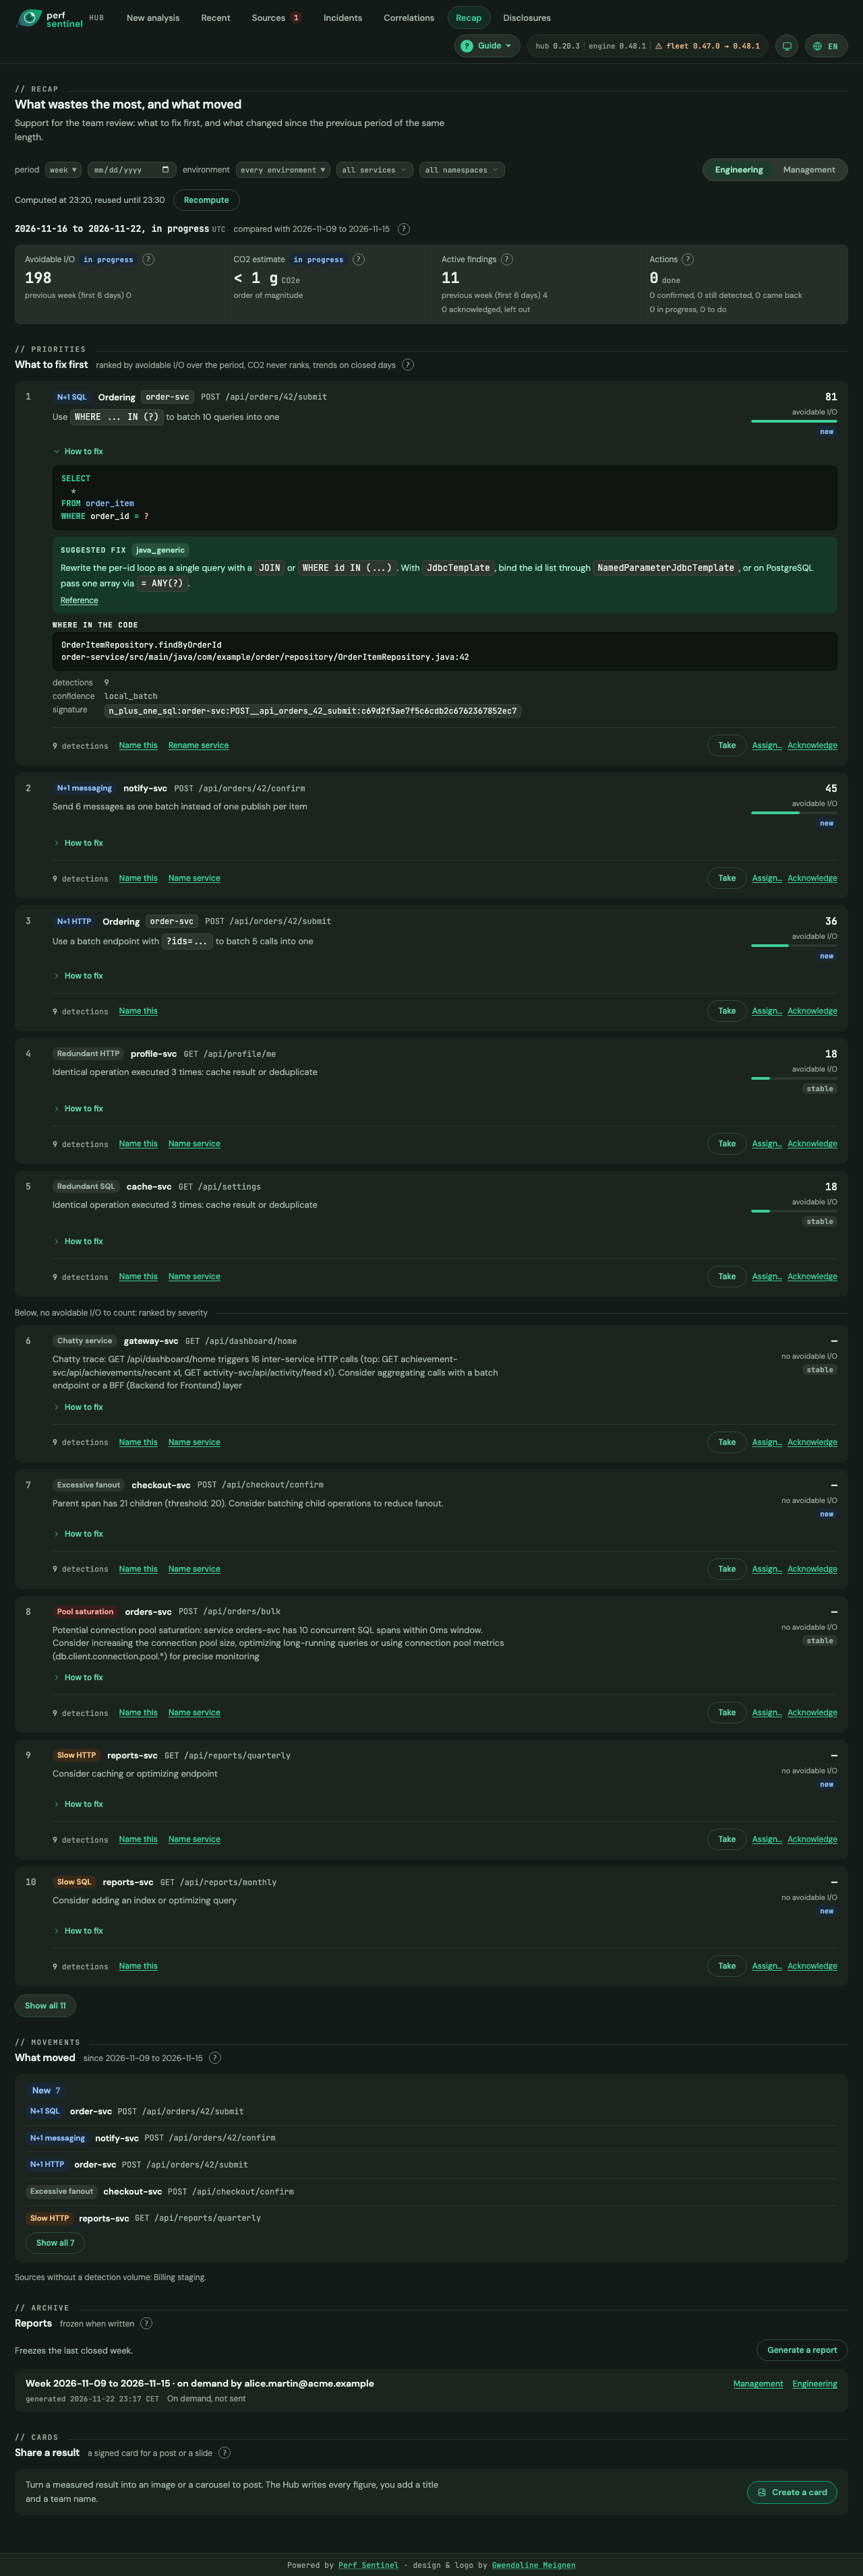 perf sentinel HUB New analysis Recent Sources 1 Incidents Correlations Recap Disclosures
? Guide hub 0.20.3 engine 0.48.1 ⚠ fleet 0.47.0 → 0.48.1 EN
// RECAP
What wastes the most, and what moved
Support for the team review: what to fix first, and what changed since the previous period of the same
length.
period week mm/dd/yyyy environment every environment all services all namespaces Engineering Management
Computed at 23:20, reused until 23:30 Recompute
2026-11-16 to 2026-11-22, in progress UTC compared with 2026-11-09 to 2026-11-15 ?
Avoidable I/O in progress ? CO2 estimate in progress ? Active findings ? Actions ?
198 < 1 g CO2e 11 0 done
previous week (first 6 days) 0 order of magnitude previous week (first 6 days) 4 0 confirmed, 0 still detected, 0 came back
0 acknowledged, left out 0 in progress, 0 to do
// PRIORITIES
What to fix first ranked by avoidable I/O over the period, CO2 never ranks, trends on closed days ?
1 N+1 SQL Ordering order-svc POST /api/orders/42/submit 81
Use WHERE ... IN (?) to batch 10 queries into one avoidable I/O
new
How to fix
SELECT
*
FROM order_item
WHERE order_id = ?
SUGGESTED FIX java_generic
Rewrite the per-id loop as a single query with a JOIN or WHERE id IN (...). With JdbcTemplate, bind the id list through NamedParameterJdbcTemplate, or on PostgreSQL
pass one array via = ANY(?).
Reference
WHERE IN THE CODE
OrderItemRepository.findByOrderId
order-service/src/main/java/com/example/order/repository/OrderItemRepository.java:42
detections 9
confidence local_batch
signature n_plus_one_sql:order-svc:POST__api_orders_42_submit:c69d2f3ae7f5c6cdb2c6762367852ec7
9 detections Name this Rename service Take Assign... Acknowledge
2 N+1 messaging notify-svc POST /api/orders/42/confirm 45
Send 6 messages as one batch instead of one publish per item avoidable I/O
new
How to fix
9 detections Name this Name service Take Assign... Acknowledge
3 N+1 HTTP Ordering order-svc POST /api/orders/42/submit 36
Use a batch endpoint with ?ids=... to batch 5 calls into one avoidable I/O
new
How to fix
9 detections Name this Take Assign... Acknowledge
4 Redundant HTTP profile-svc GET /api/profile/me 18
Identical operation executed 3 times: cache result or deduplicate avoidable I/O
stable
How to fix
9 detections Name this Name service Take Assign... Acknowledge
5 Redundant SQL cache-svc GET /api/settings 18
Identical operation executed 3 times: cache result or deduplicate avoidable I/O
stable
How to fix
9 detections Name this Name service Take Assign... Acknowledge
Below, no avoidable I/O to count: ranked by severity
6 Chatty service gateway-svc GET /api/dashboard/home –
Chatty trace: GET /api/dashboard/home triggers 16 inter-service HTTP calls (top: GET achievement- no avoidable I/O
svc/api/achievements/recent x1, GET activity-svc/api/activity/feed x1). Consider aggregating calls with a batch stable
endpoint or a BFF (Backend for Frontend) layer
How to fix
9 detections Name this Name service Take Assign... Acknowledge
7 Excessive fanout checkout-svc POST /api/checkout/confirm –
Parent span has 21 children (threshold: 20). Consider batching child operations to reduce fanout. no avoidable I/O
new
How to fix
9 detections Name this Name service Take Assign... Acknowledge
8 Pool saturation orders-svc POST /api/orders/bulk –
Potential connection pool saturation: service orders-svc has 10 concurrent SQL spans within 0ms window. no avoidable I/O
Consider increasing the connection pool size, optimizing long-running queries or using connection pool metrics stable
(db.client.connection.pool.*) for precise monitoring
How to fix
9 detections Name this Name service Take Assign... Acknowledge
9 Slow HTTP reports-svc GET /api/reports/quarterly –
Consider caching or optimizing endpoint no avoidable I/O
new
How to fix
9 detections Name this Name service Take Assign... Acknowledge
10 Slow SQL reports-svc GET /api/reports/monthly –
Consider adding an index or optimizing query no avoidable I/O
new
How to fix
9 detections Name this Take Assign... Acknowledge
Show all 11
// MOVEMENTS
What moved since 2026-11-09 to 2026-11-15 ?
New 7
N+1 SQL order-svc POST /api/orders/42/submit
N+1 messaging notify-svc POST /api/orders/42/confirm
N+1 HTTP order-svc POST /api/orders/42/submit
Excessive fanout checkout-svc POST /api/checkout/confirm
Slow HTTP reports-svc GET /api/reports/quarterly
Show all 7
Sources without a detection volume: Billing staging.
// ARCHIVE
Reports frozen when written ?
Freezes the last closed week. Generate a report
Week 2026-11-09 to 2026-11-15 · on demand by alice.martin@acme.example Management Engineering
generated 2026-11-22 23:17 CET On demand, not sent
// CARDS
Share a result a signed card for a post or a slide ?
Turn a measured result into an image or a carousel to post. The Hub writes every figure, you add a title
and a team name. Create a card
Powered by Perf Sentinel · design & logo by Gwendoline Meignen